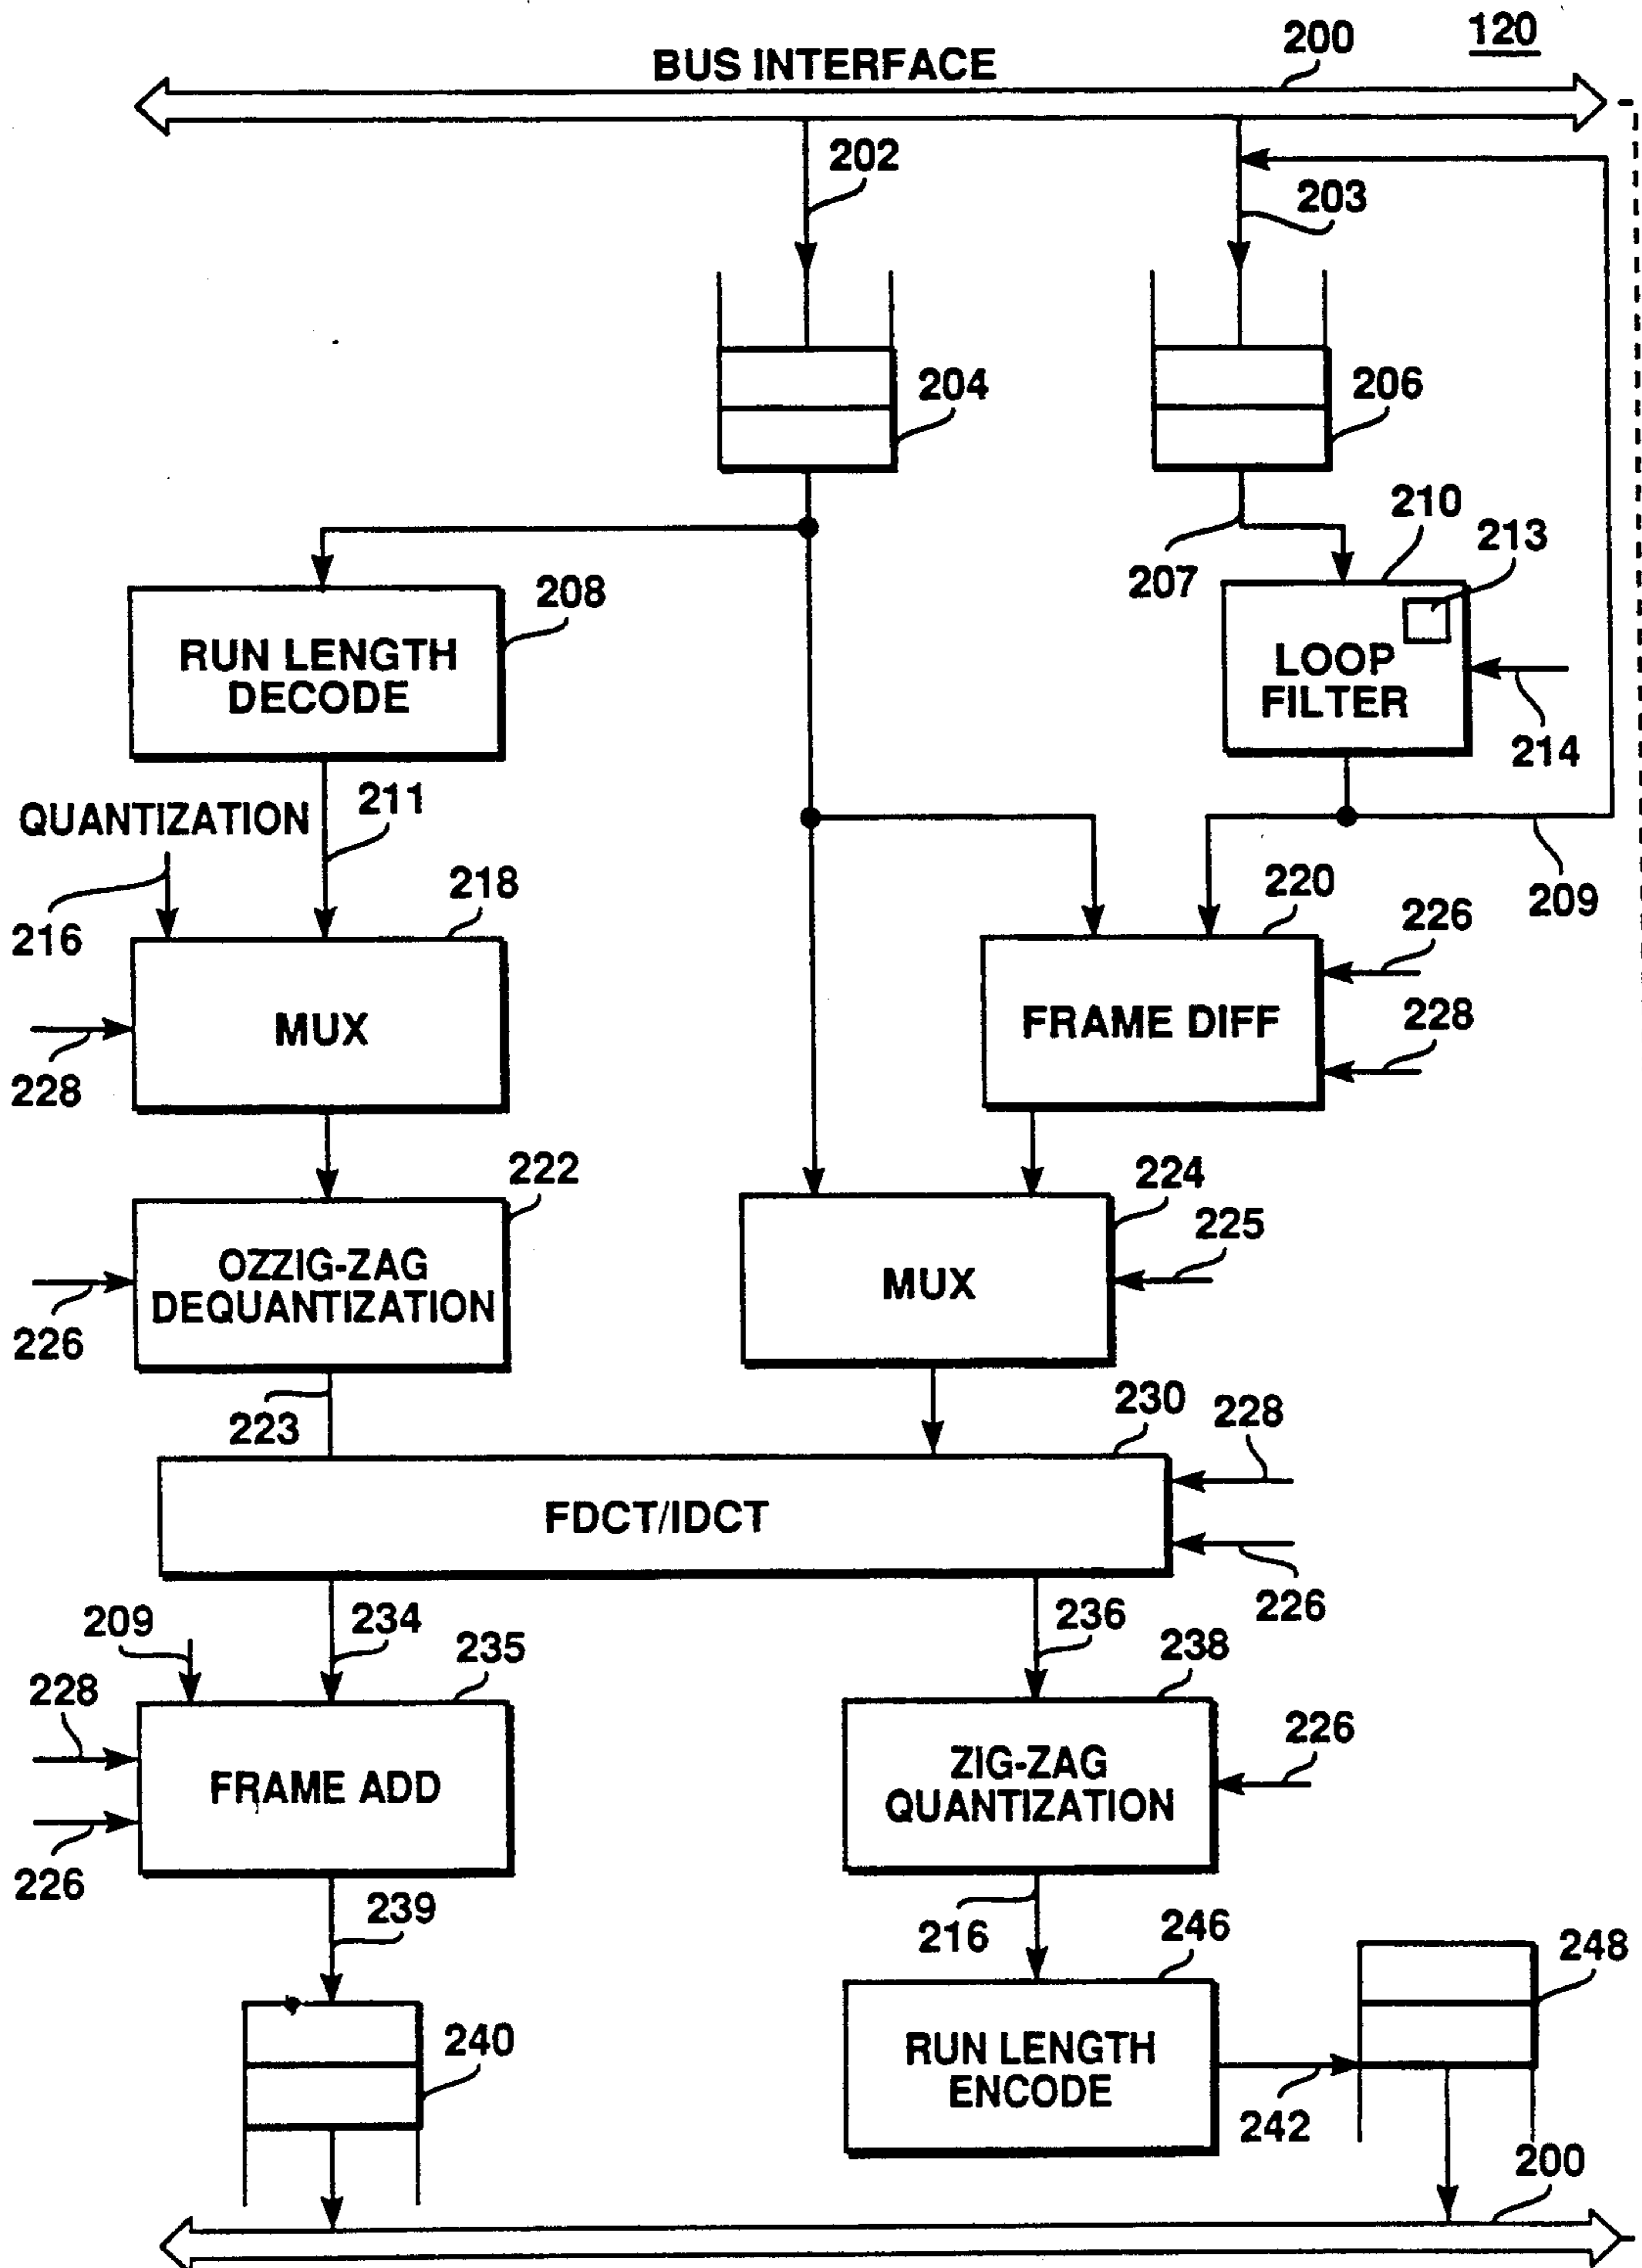 120
200
BUS INTERFACE
202
203
204
206
210
213
207
208
RUN LENGTH
DECODE
LOOP
FILTER
214
211
QUANTIZATION
218
220
209
216
226
MUX
FRAME DIFF
228
228
222
224
225
OZZIG-ZAG
DEQUANTIZATION
MUX
226
223
230
228
FDCT/IDCT
226
209
234
235
236
238
228
226
FRAME ADD
ZIG-ZAG
QUANTIZATION
226
239
216
246
248
240
RUN LENGTH
ENCODE
242
200